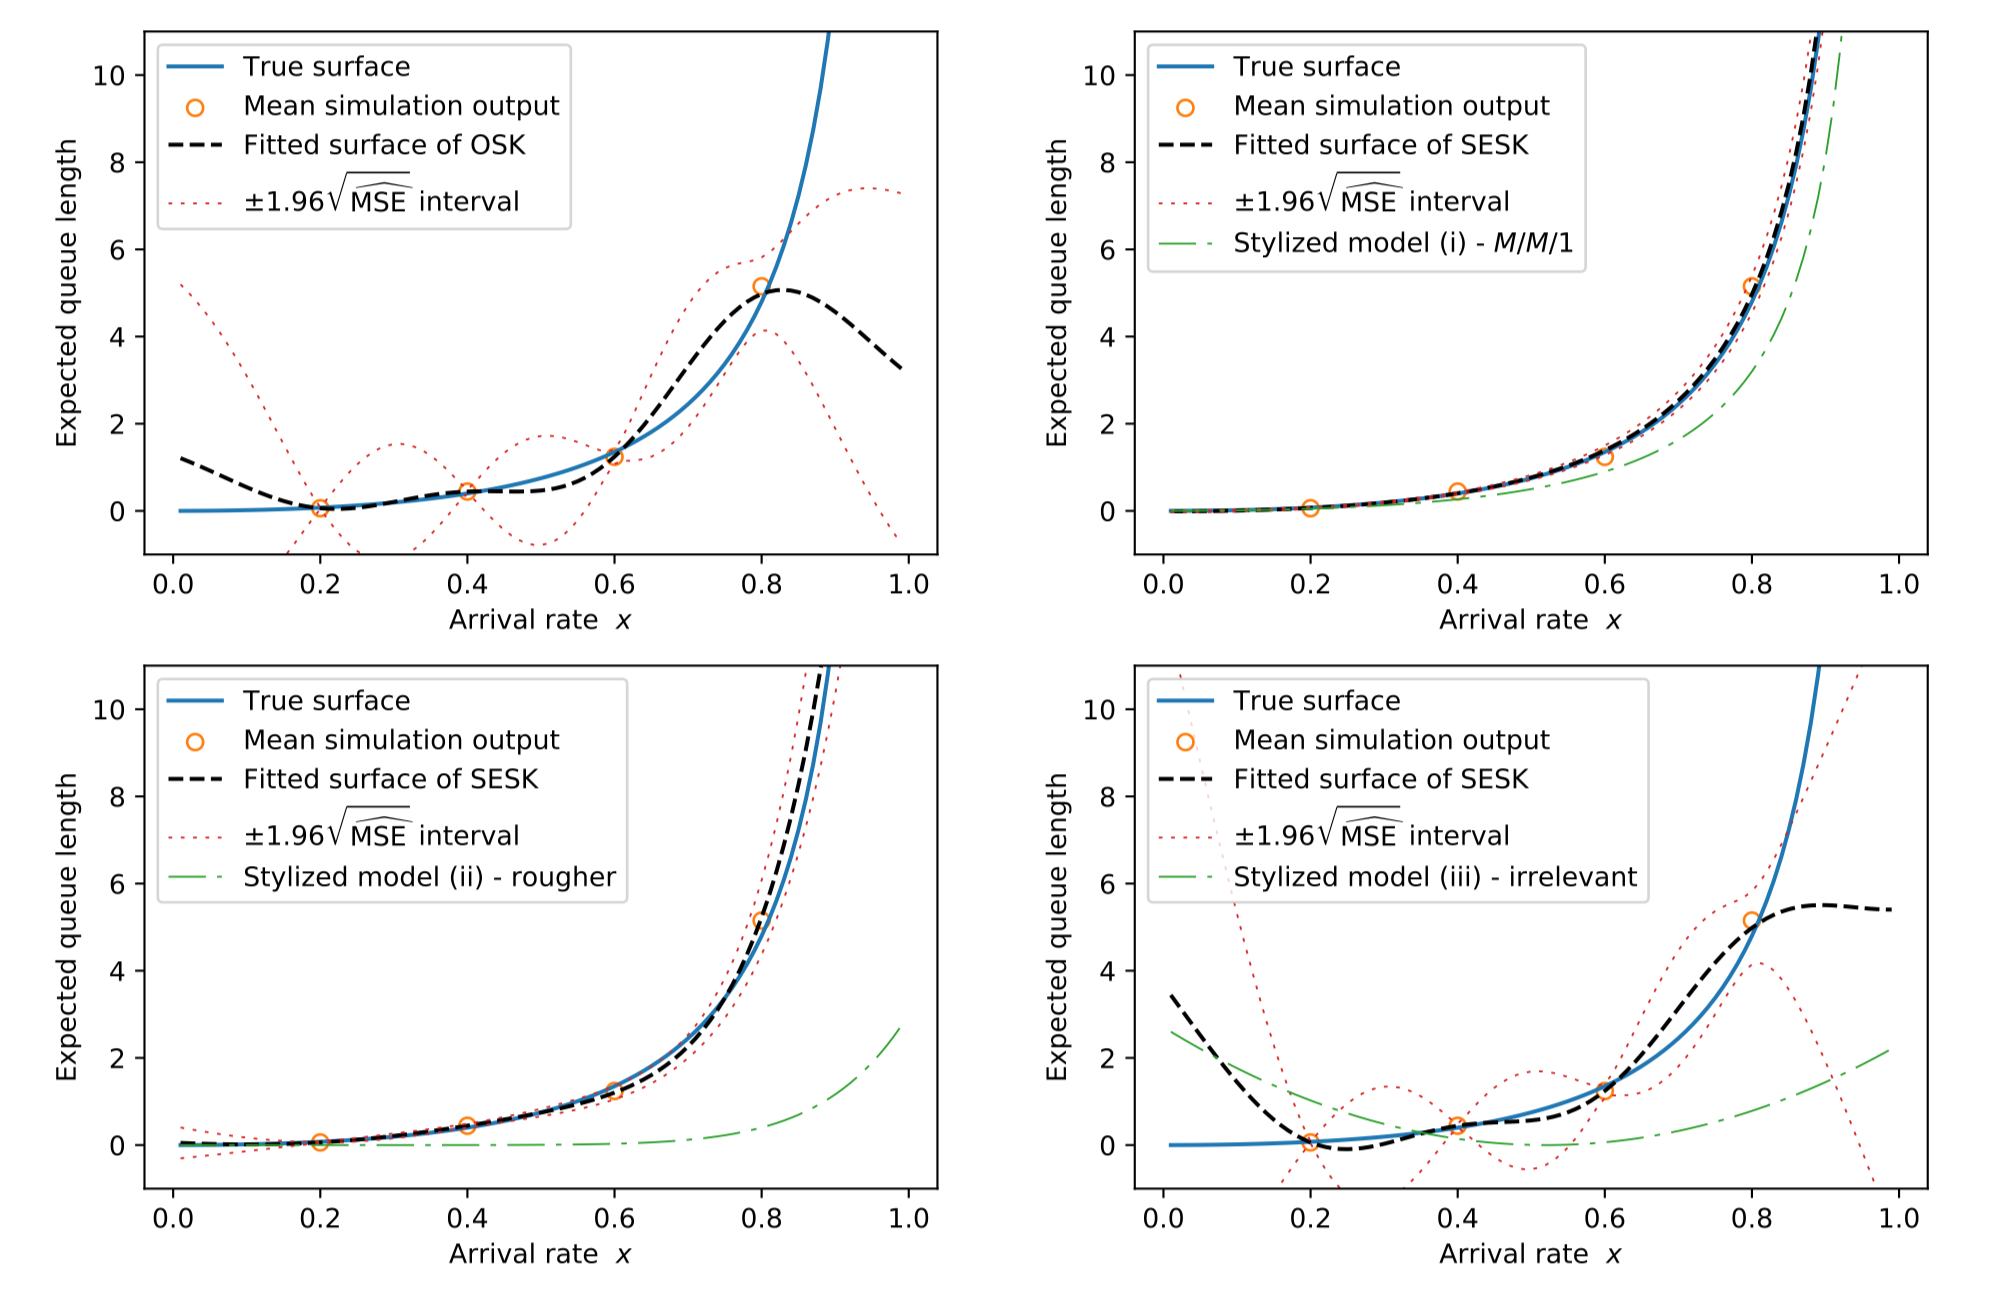 10
8
6
4
2
0
Expected queue length
True surface
Mean simulation output
Fitted surface of OSK
±1.96√MSE interval
0.0 0.2 0.4 0.6 0.8 1.0
Arrival rate x
10
8
6
4
2
0
Expected queue length
True surface
Mean simulation output
Fitted surface of SESK
±1.96√MSE interval
Stylized model (i) - M/M/1
0.0 0.2 0.4 0.6 0.8 1.0
Arrival rate x
10
8
6
4
2
0
Expected queue length
True surface
Mean simulation output
Fitted surface of SESK
±1.96√MSE interval
Stylized model (ii) - rougher
0.0 0.2 0.4 0.6 0.8 1.0
Arrival rate x
10
8
6
4
2
0
Expected queue length
True surface
Mean simulation output
Fitted surface of SESK
±1.96√MSE interval
Stylized model (iii) - irrelevant
0.0 0.2 0.4 0.6 0.8 1.0
Arrival rate x